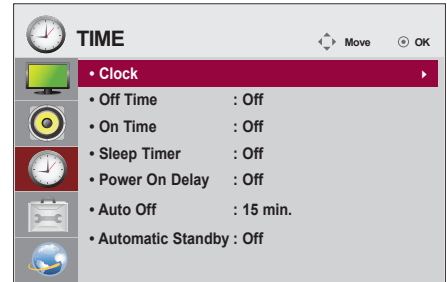 TIME
Move OK
• Clock
• Off Time : Off
• On Time : Off
• Sleep Timer : Off
• Power On Delay : Off
• Auto Off : 15 min.
• Automatic Standby : Off